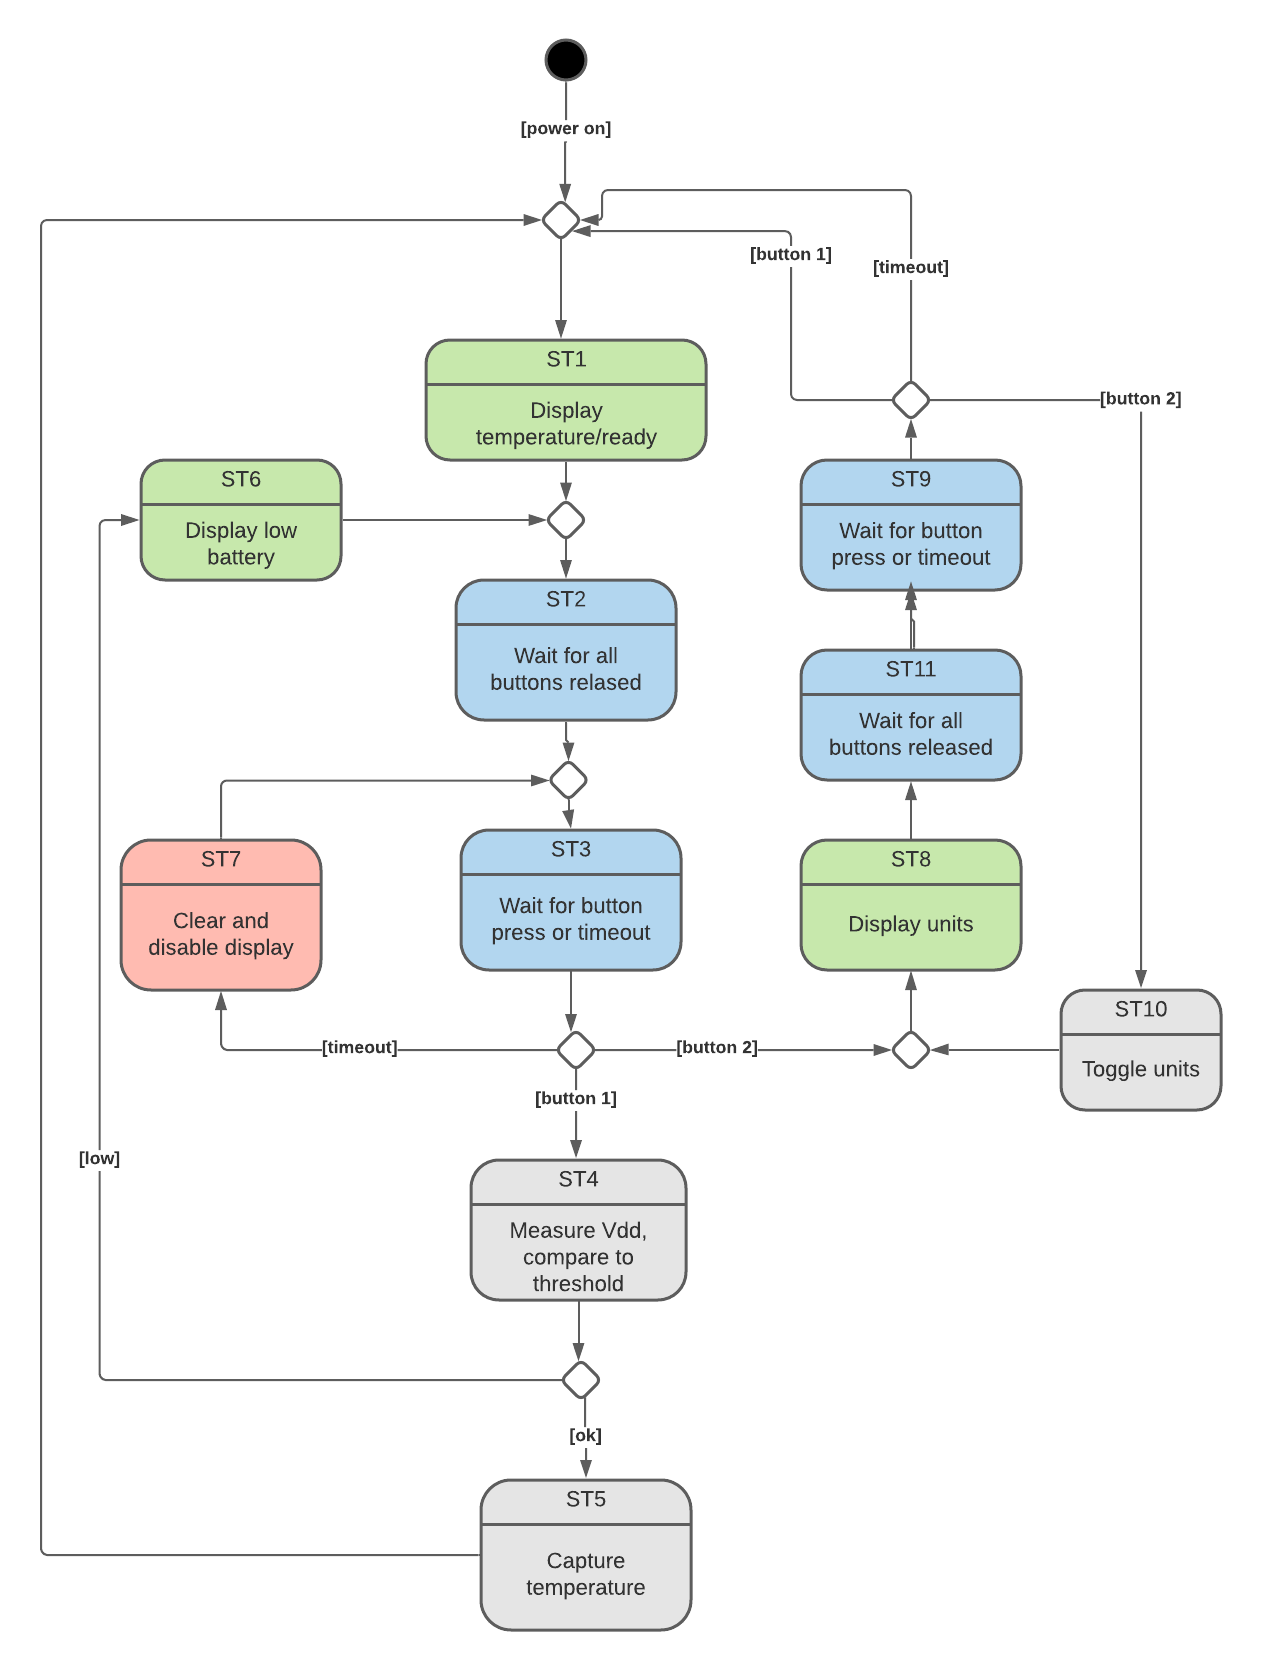 [power on]
[button 1]
[timeout]
ST1
Display
temperature/ready
[button 2]
ST6
Display low
battery
ST9
Wait for button
press or timeout
ST2
Wait for all
buttons relased
ST11
Wait for all
buttons released
ST7
Clear and
disable display
ST3
Wait for button
press or timeout
ST8
Display units
ST10
Toggle units
[timeout]
[button 2]
[button 1]
[low]
ST4
Measure Vdd,
compare to
threshold
[ok]
ST5
Capture
temperature